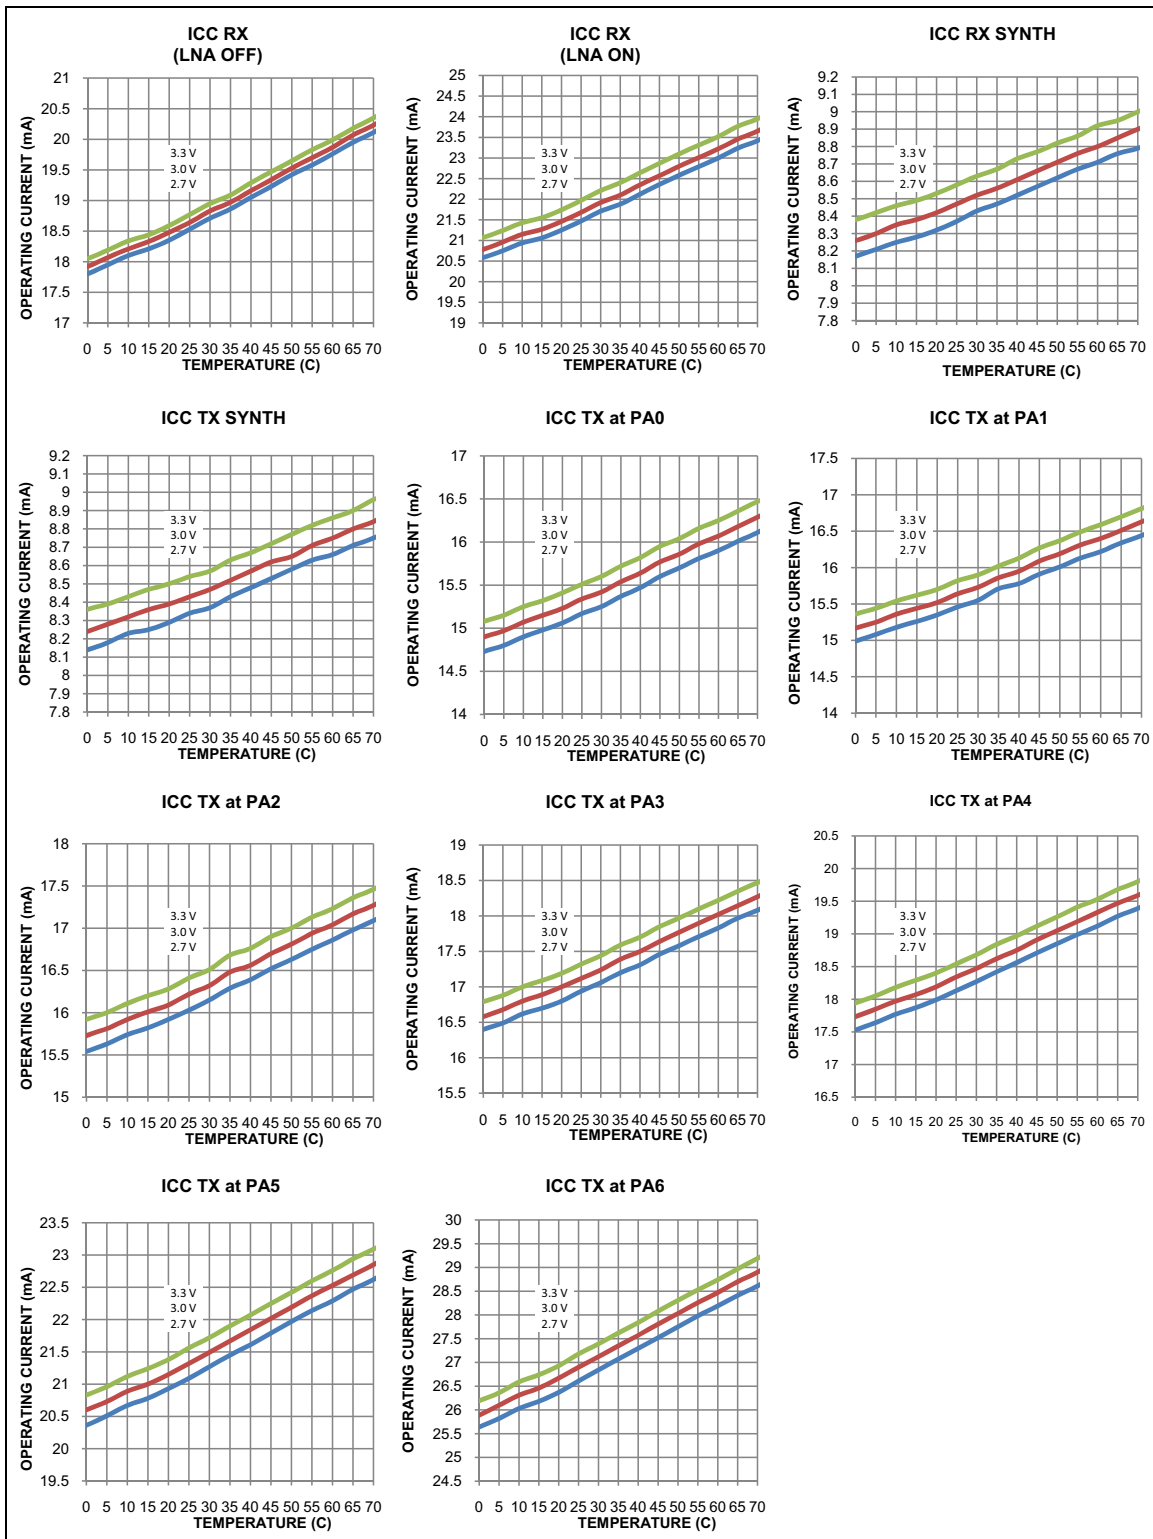 ICC RX
(LNA OFF)
OPERATING CURRENT (mA)
21
20.5
20
19.5
19
18.5
18
17.5
17
3.3 V
3.0 V
2.7 V
0 5 10 15 20 25 30 35 40 45 50 55 60 65 70
TEMPERATURE (C)
ICC RX
(LNA ON)
OPERATING CURRENT (mA)
25
24.5
24
23.5
23
22.5
22
21.5
21
20.5
20
19.5
19
3.3 V
3.0 V
2.7 V
0 5 10 15 20 25 30 35 40 45 50 55 60 65 70
TEMPERATURE (C)
ICC RX SYNTH
OPERATING CURRENT (mA)
9.2
9.1
9
8.9
8.8
8.7
8.6
8.5
8.4
8.3
8.2
8.1
8
7.9
7.8
3.3 V
3.0 V
2.7 V
0 5 10 15 20 25 30 35 40 45 50 55 60 65 70
TEMPERATURE (C)
ICC TX SYNTH
OPERATING CURRENT (mA)
9.2
9.1
9
8.9
8.8
8.7
8.6
8.5
8.4
8.3
8.2
8.1
8
7.9
7.8
3.3 V
3.0 V
2.7 V
0 5 10 15 20 25 30 35 40 45 50 55 60 65 70
TEMPERATURE (C)
ICC TX at PA0
OPERATING CURRENT (mA)
17
16.5
16
15.5
15
14.5
14
3.3 V
3.0 V
2.7 V
0 5 10 15 20 25 30 35 40 45 50 55 60 65 70
TEMPERATURE (C)
ICC TX at PA1
OPERATING CURRENT (mA)
17.5
17
16.5
16
15.5
15
14.5
14
3.3 V
3.0 V
2.7 V
0 5 10 15 20 25 30 35 40 45 50 55 60 65 70
TEMPERATURE (C)
ICC TX at PA2
OPERATING CURRENT (mA)
18
17.5
17
16.5
16
15.5
15
3.3 V
3.0 V
2.7 V
0 5 10 15 20 25 30 35 40 45 50 55 60 65 70
TEMPERATURE (C)
ICC TX at PA3
OPERATING CURRENT (mA)
19
18.5
18
17.5
17
16.5
16
15.5
3.3 V
3.0 V
2.7 V
0 5 10 15 20 25 30 35 40 45 50 55 60 65 70
TEMPERATURE (C)
ICC TX at PA4
OPERATING CURRENT (mA)
20.5
20
19.5
19
18.5
18
17.5
17
16.5
3.3 V
3.0 V
2.7 V
0 5 10 15 20 25 30 35 40 45 50 55 60 65 70
TEMPERATURE (C)
ICC TX at PA5
OPERATING CURRENT (mA)
23.5
23
22.5
22
21.5
21
20.5
20
19.5
3.3 V
3.0 V
2.7 V
0 5 10 15 20 25 30 35 40 45 50 55 60 65 70
TEMPERATURE (C)
ICC TX at PA6
OPERATING CURRENT (mA)
30
29.5
29
28.5
28
27.5
27
26.5
26
25.5
25
24.5
3.3 V
3.0 V
2.7 V
0 5 10 15 20 25 30 35 40 45 50 55 60 65 70
TEMPERATURE (C)